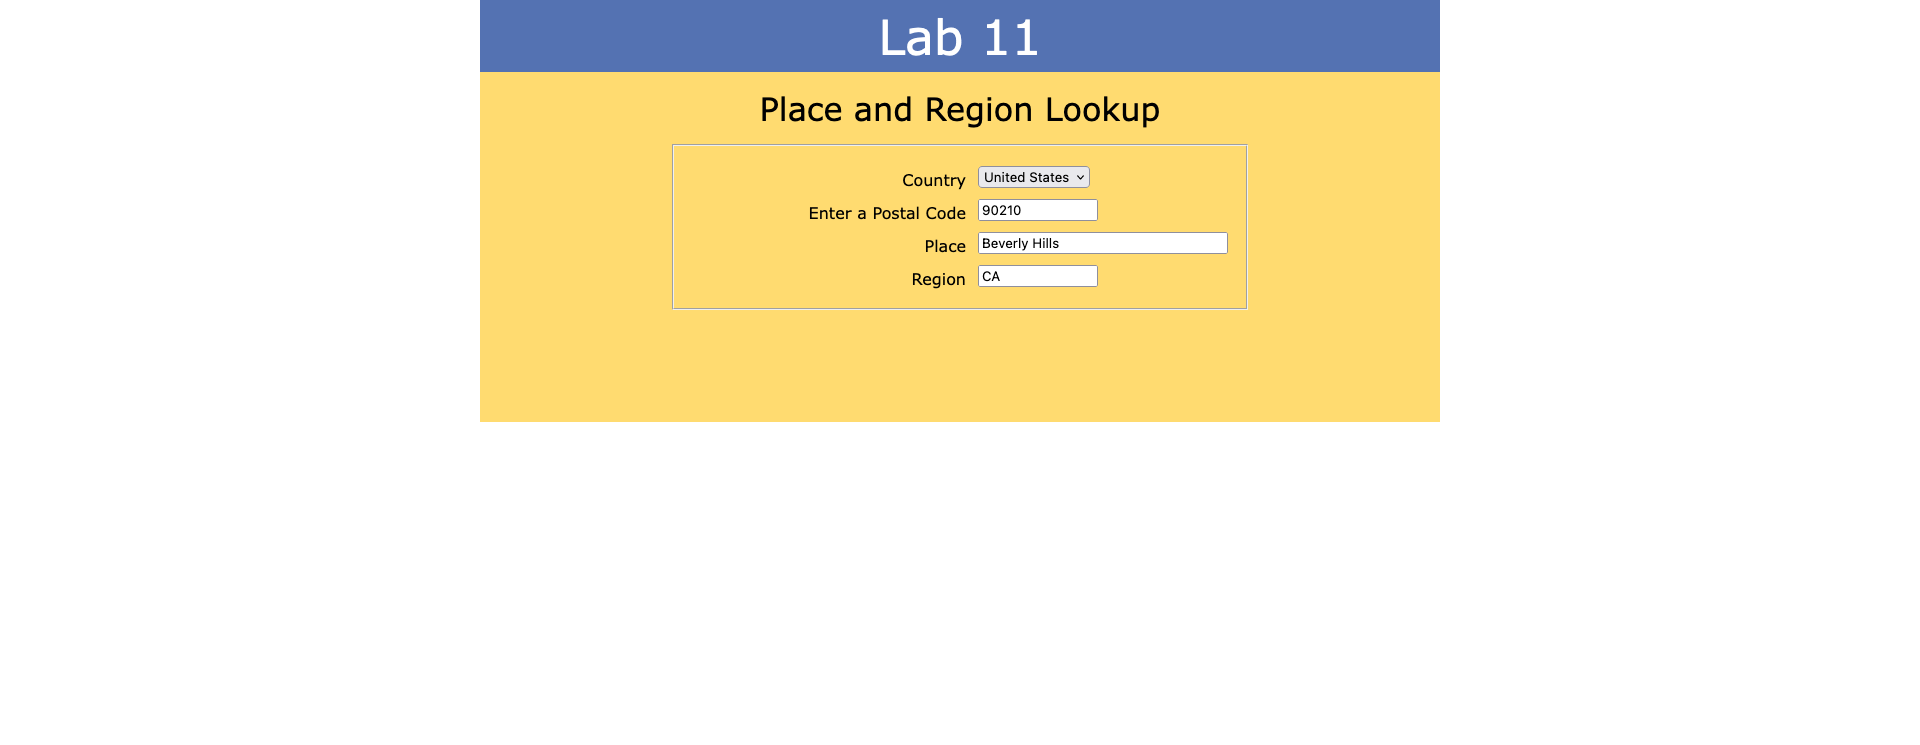 Lab 11
Place and Region Lookup
Country United States
Enter a Postal Code 90210
Place Beverly Hills
Region CA